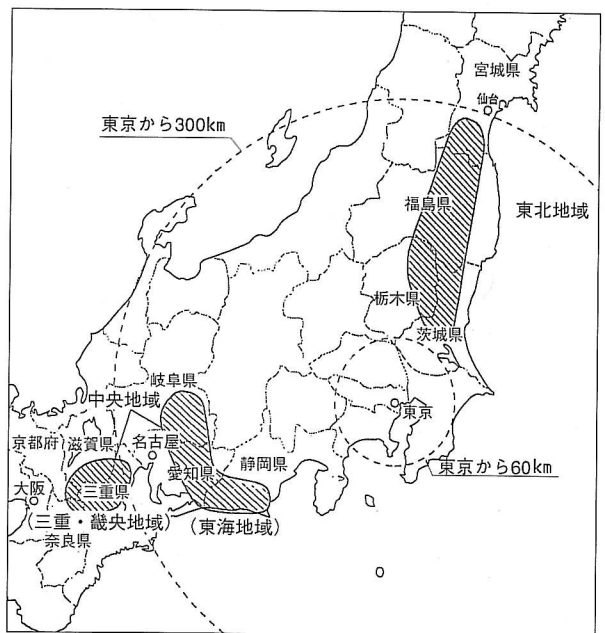 宮城県
仙台
東京から300km
福島県
東北地域
栃木県
茨城県
岐阜県
中央地域
京都府
滋賀県
名古屋
東京
静岡県
愛知県
東京から60km
大阪
三重県
(三重・畿央地域)
(東海地域)
奈良県